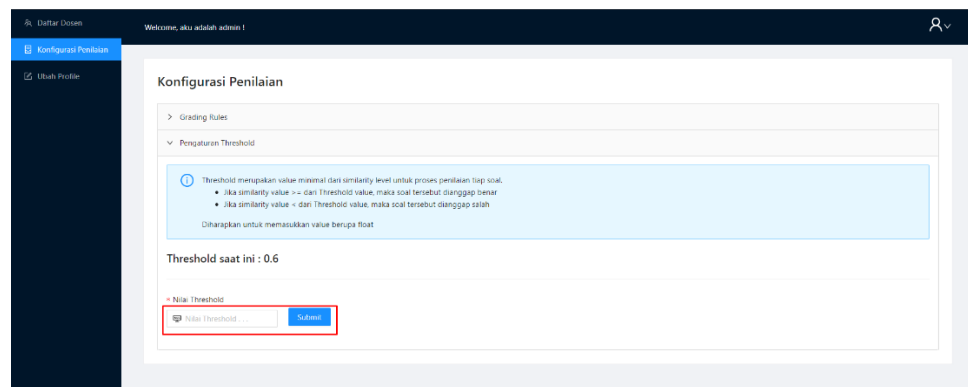 Daftar Dosen
Welcome, aku adalah admin !
Konfigurasi Penilaian
Ubah Profile
Konfigurasi Penilaian
Grading Rules
Pengaturan Threshold
Threshold merupakan value minimal dari similarity level untuk proses penilaian tiap soal.
• Jika similarity value >= dari Threshold value, maka soal tersebut dianggap benar
• Jika similarity value < dari Threshold value, maka soal tersebut dianggap salah
Diharapkan untuk memasukkan value berupa float
Threshold saat ini : 0.6
* Nilai Threshold
Nilai Threshold . . .
Submit